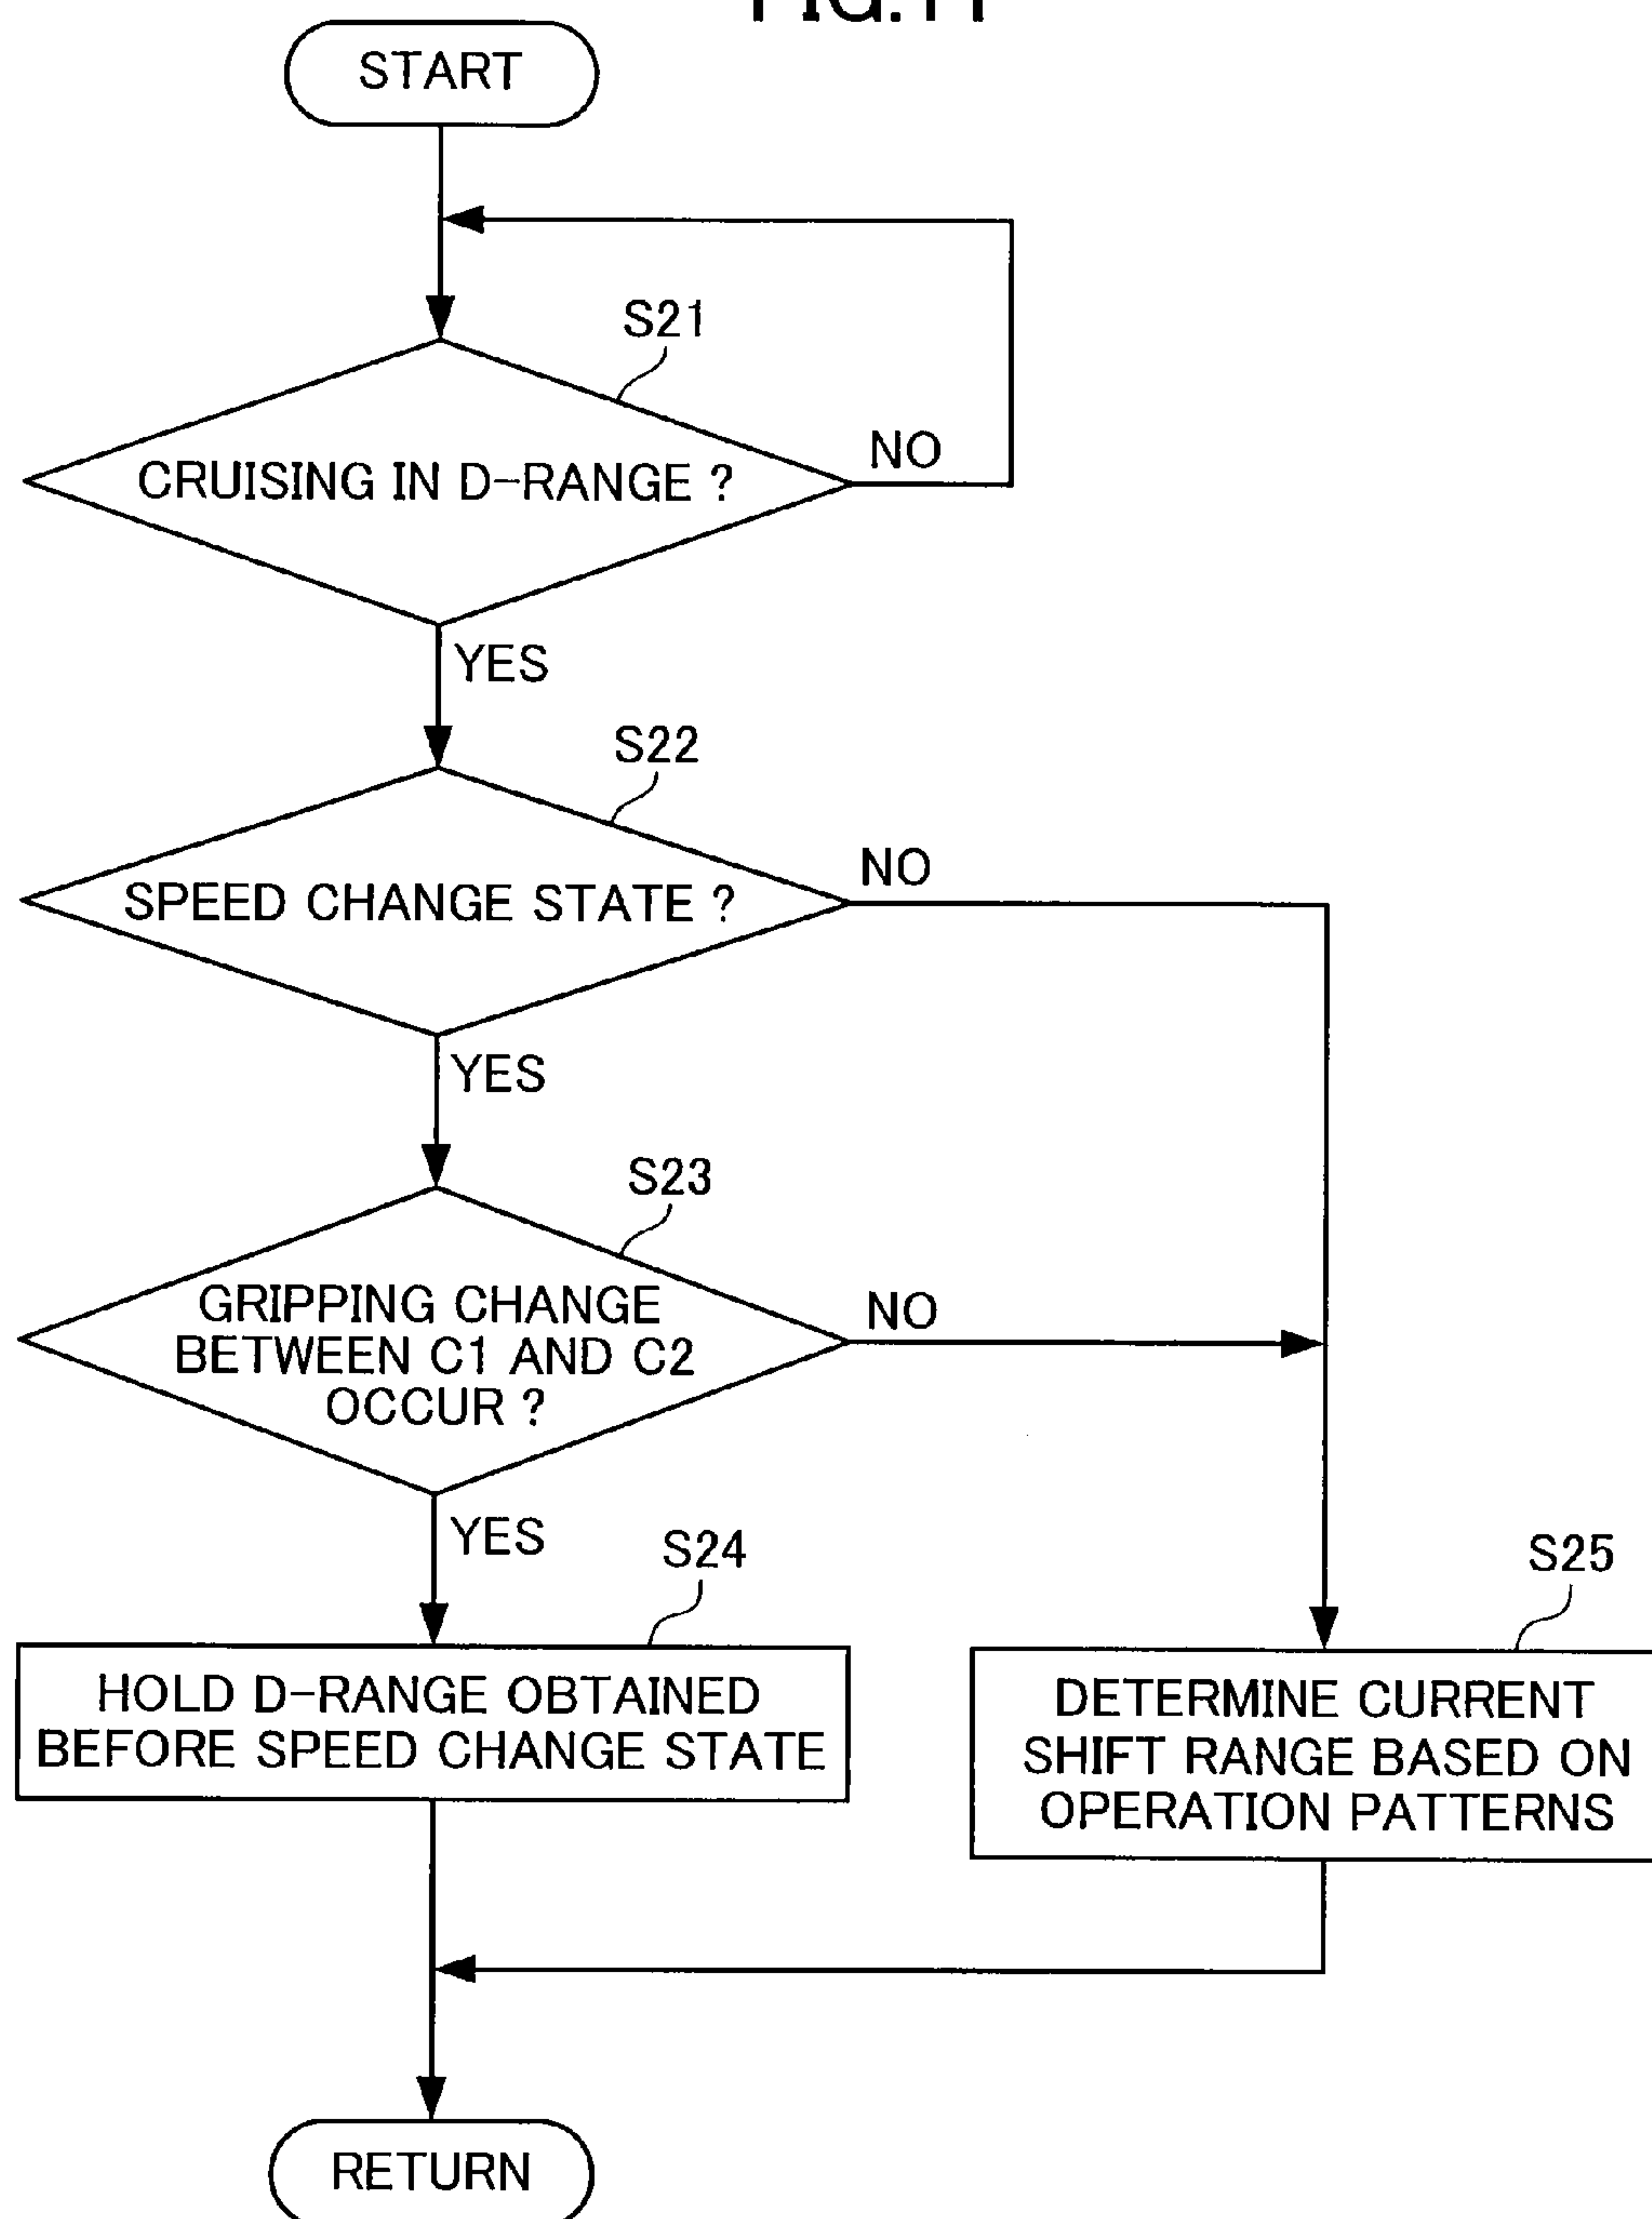 START
S21
CRUISING IN D-RANGE ?
NO
YES
S22
SPEED CHANGE STATE ?
NO
YES
S23
GRIPPING CHANGE
BETWEEN C1 AND C2
OCCUR ?
NO
YES
S24
HOLD D-RANGE OBTAINED
BEFORE SPEED CHANGE STATE
S25
DETERMINE CURRENT
SHIFT RANGE BASED ON
OPERATION PATTERNS
RETURN